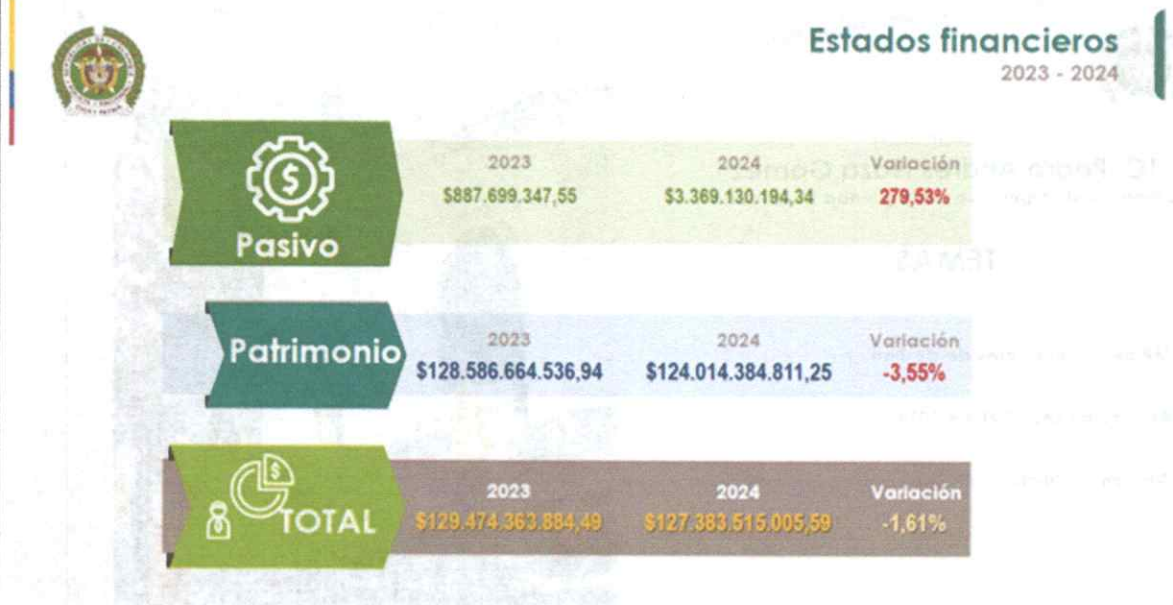 Estados financieros
2023 - 2024
2023 2024 Variación
$887.699.347,55 $3.369.130.194,34 279,53%
Pasivo
Patrimonio
2023 2024 Variación
$128.586.664.536,94 $124.014.384.811,25 -3,55%
2023 2024 Variación
TOTAL $129.474.363.884,49 $127.383.515.005,59 -1,61%